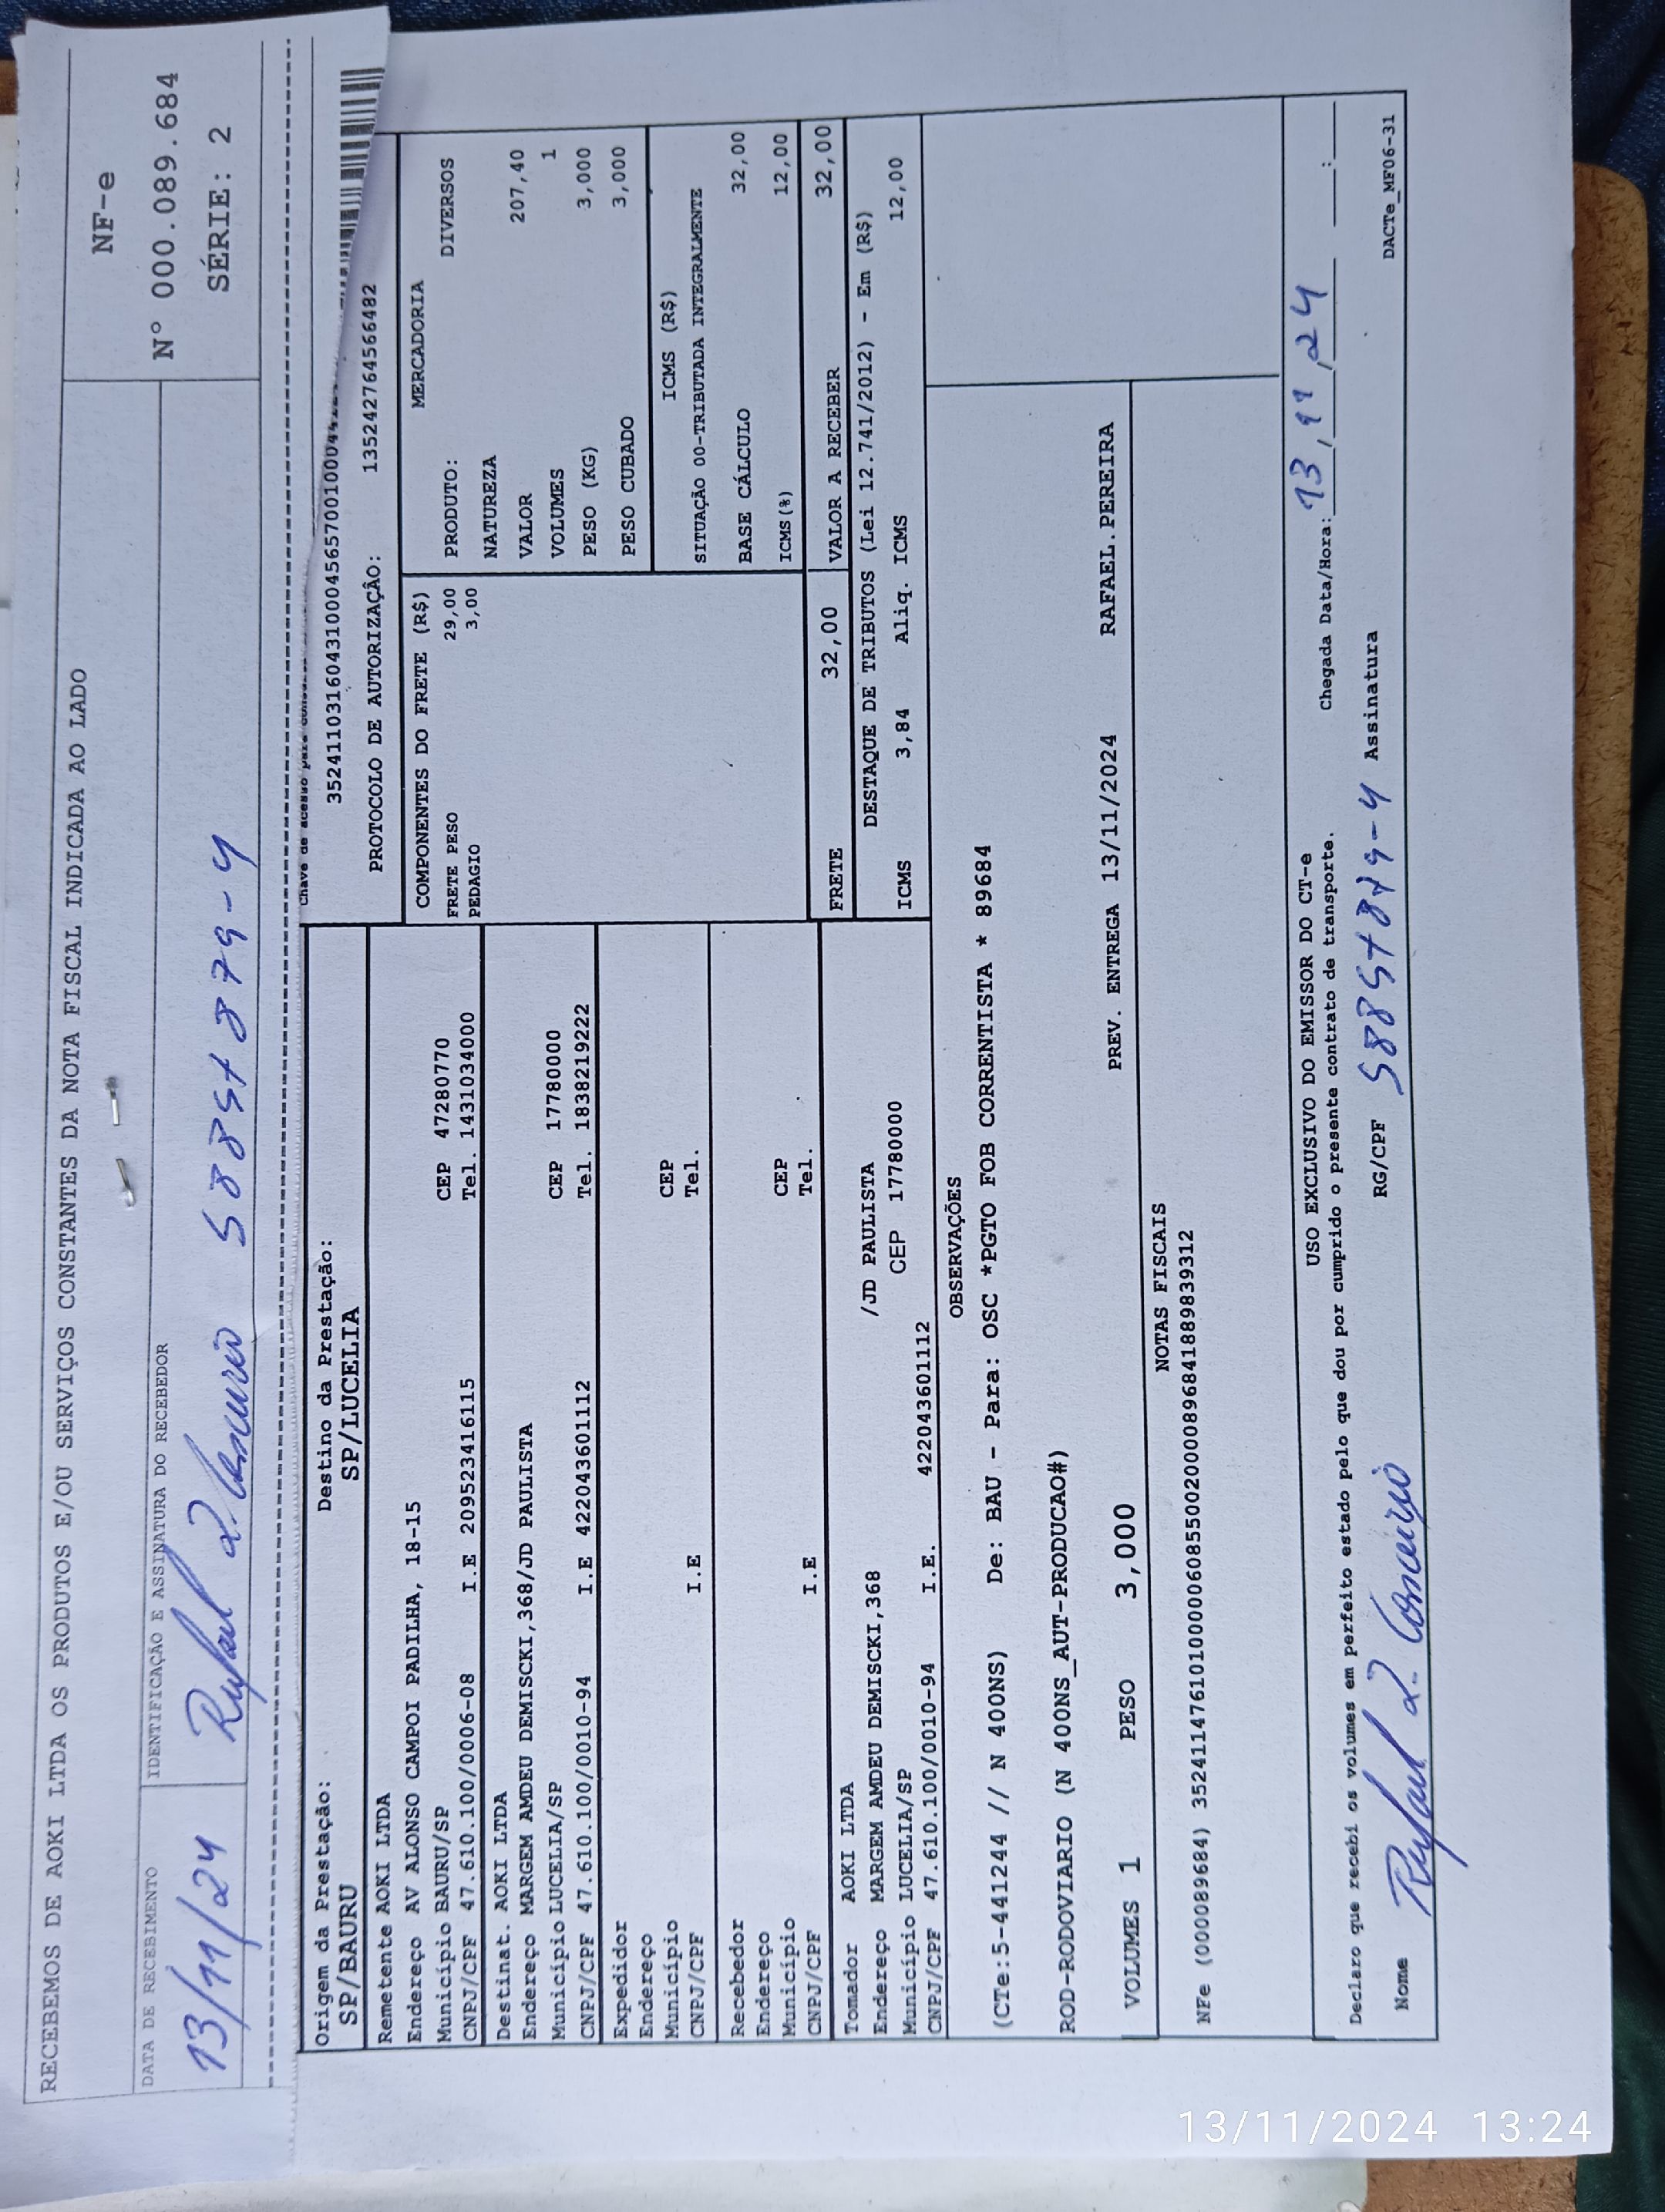 RECEBEMOS DE AOKI LTDA OS PRODUTOS E/OU SERVIÇOS CONSTANTES DA NOTA FISCAL INDICADA AO LADO
NF-e
Nº 000.089.684
SÉRIE: 2
DATA DE RECEBIMENTO
IDENTIFICAÇÃO E ASSINATURA DO RECEBEDOR
13/11/24
Origem da Prestação:
SP/BAURU
Destino da Prestação:
SP/LUCELIA
PROTOCOLO DE AUTORIZAÇÃO: 135242764566482
Remetente AOKI LTDA
Endereço AV ALONSO CAMPOI PADILHA, 18-15
Município BAURU/SP CEP 47280770
CNPJ/CPF 47.610.100/0006-08 I.E 209523416115 Tel. 1431034000
Destinat. AOKI LTDA
Endereço MARGEM AMDEU DEMISCKI,368/JD PAULISTA
Município LUCELIA/SP CEP 17780000
CNPJ/CPF 47.610.100/0010-94 I.E 422043601112 Tel. 1838219222
Expedidor
Endereço
Município CEP
CNPJ/CPF I.E Tel.
Recebedor
Endereço
Município CEP
CNPJ/CPF I.E Tel.
Tomador AOKI LTDA
Endereço MARGEM AMDEU DEMISCKI,368 /JD PAULISTA
Município LUCELIA/SP CEP 17780000
CNPJ/CPF 47.610.100/0010-94 I.E. 422043601112
COMPONENTES DO FRETE (R$)
FRETE PESO 29,00
PEDAGIO 3,00
MERCADORIA
PRODUTO: DIVERSOS
NATUREZA
VALOR 207,40
VOLUMES 1
PESO (KG) 3,000
PESO CUBADO 3,000
ICMS (R$)
SITUAÇÃO 00-TRIBUTADA INTEGRALMENTE
BASE CÁLCULO 32,00
ICMS(%) 12,00
FRETE 32,00 VALOR A RECEBER 32,00
DESTAQUE DE TRIBUTOS (Lei 12.741/2012) - Em (R$)
ICMS 3,84 Aliq. ICMS 12,00
OBSERVAÇÕES
(CTe:5-441244 // N 400NS) De: BAU - Para: OSC *PGTO FOB CORRENTISTA * 89684
ROD-RODOVIARIO (N 400NS_AUT-PRODUCAO#)
VOLUMES 1 PESO 3,000 PREV. ENTREGA 13/11/2024 RAFAEL.PEREIRA
NOTAS FISCAIS
NFe (000089684) 35241147610100000608550020000896841889839312
USO EXCLUSIVO DO EMISSOR DO CT-e
Declaro que recebi os volumes em perfeito estado pelo que dou por cumprido o presente contrato de transporte.
Chegada Data/Hora: 13,11,24 :
Nome RG/CPF Assinatura
DACTe_MF06-31
13/11/2024 13:24